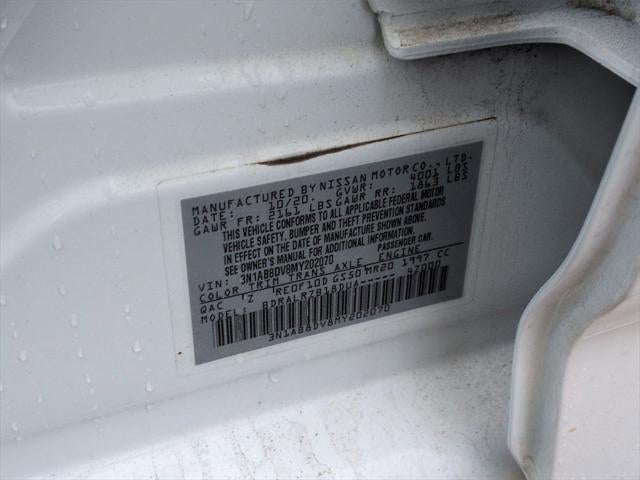 MANUFACTURED BY NISSAN MOTOR CO., LTD.
DATE: 10/20 GVWR: 4001 LBS
GAWR FR: 2161 LBS GAWR RR: 1863 LBS
THIS VEHICLE CONFORMS TO ALL APPLICABLE FEDERAL MOTOR
VEHICLE SAFETY, BUMPER AND THEFT PREVENTION STANDARDS
IN EFFECT ON THE DATE OF MANUFACTURE SHOWN ABOVE.
SEE OWNER'S MANUAL FOR ADDITIONAL INFORMATION.
VIN: 3N1AB8DV8MY202070 PASSENGER CAR
COLOR TRIM TRANS AXLE ENGINE
QAC Z RE0F10D GS50 MR20 1997 CC
MODEL: BDRALRZB18DUA----- 42000
3N1AB8DV8MY202070